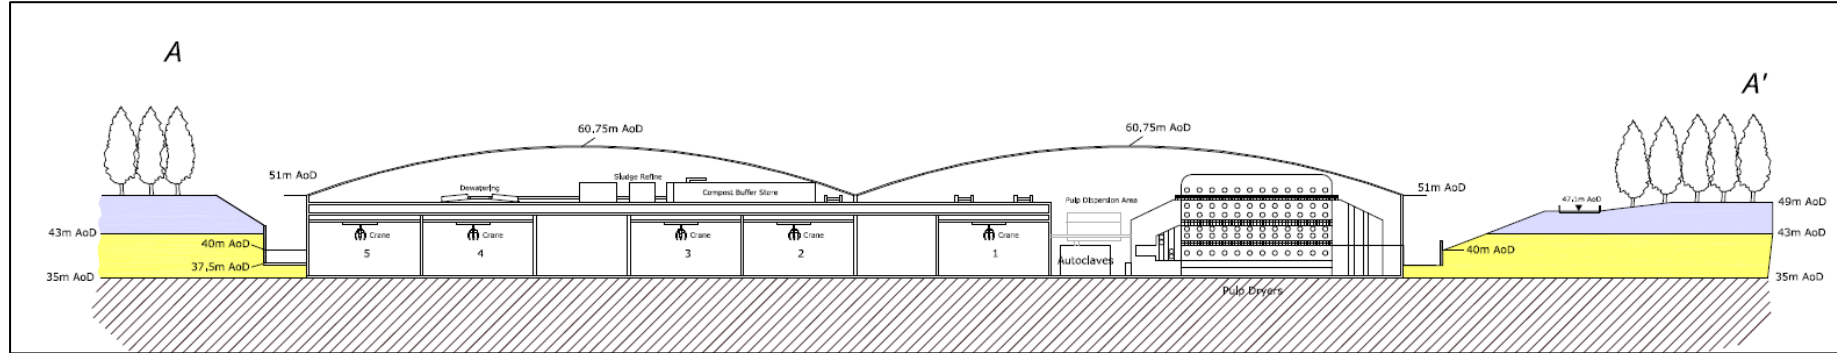 A
A'
60,75m AoD
60,75m AoD
51m AoD
Dewatering
Sludge Refine
Compost Buffer Store
51m AoD
Pulp Dispersion Area
47,1m AoD
49m AoD
43m AoD
Crane
Crane
Crane
Crane
Crane
43m AoD
40m AoD
5
4
3
2
1
40m AoD
Autoclaves
37,5m AoD
35m AoD
35m AoD
Pulp Dryers